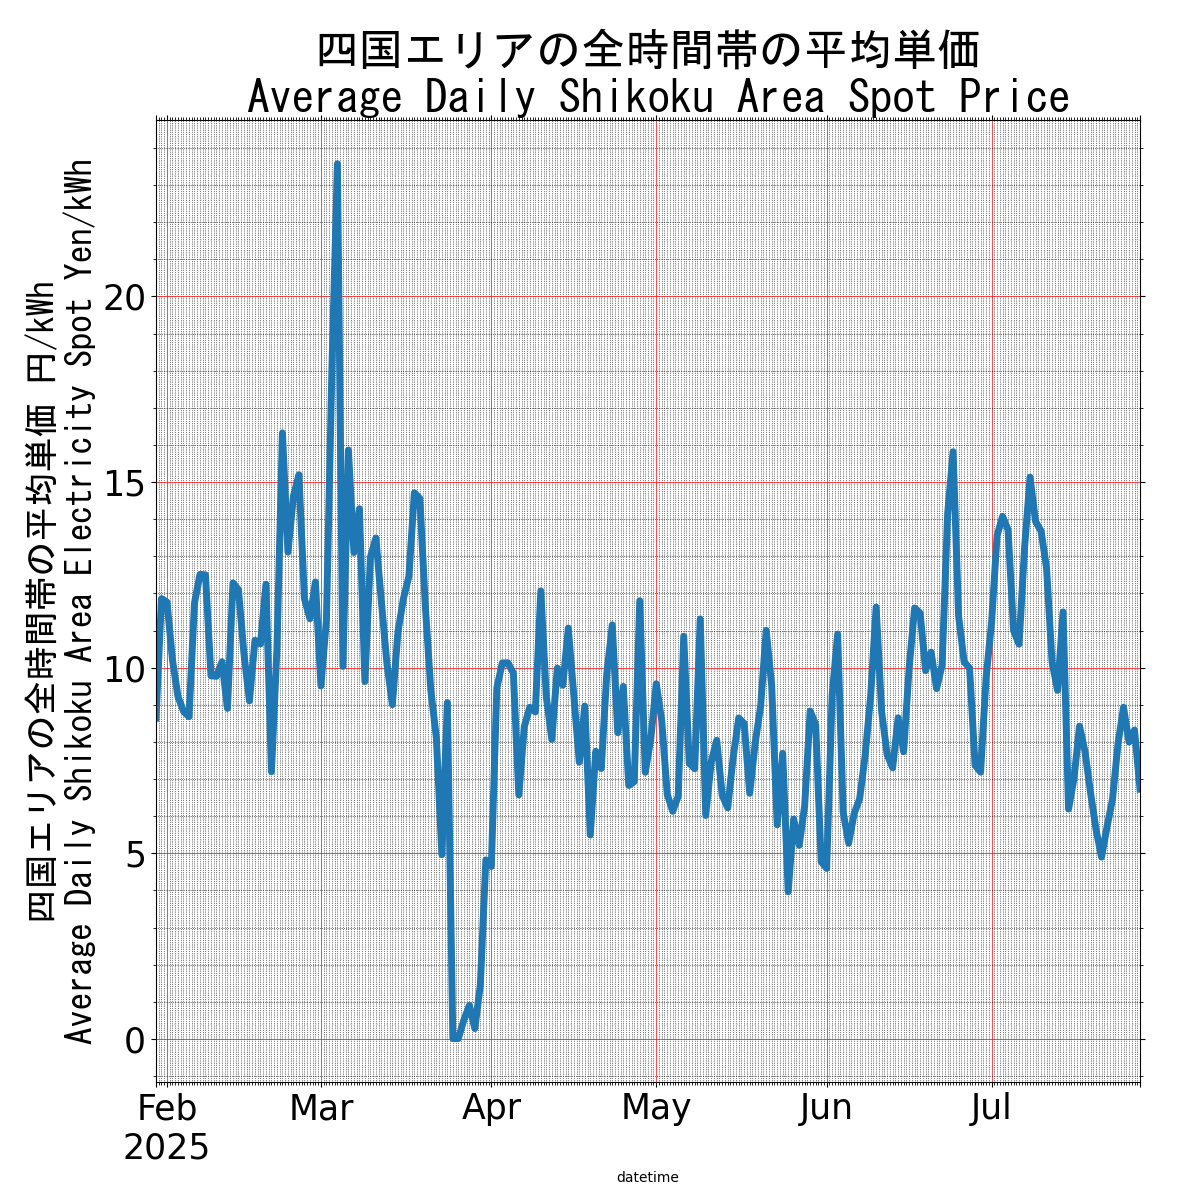 四国エリアの全時間帯の平均単価
Average Daily Shikoku Area Spot Price
四国エリアの全時間帯の平均単価 円/kWh
Average Daily Shikoku Area Electricity Spot Yen/kWh
20
15
10
5
0
Feb Mar Apr May Jun Jul
2025
datetime